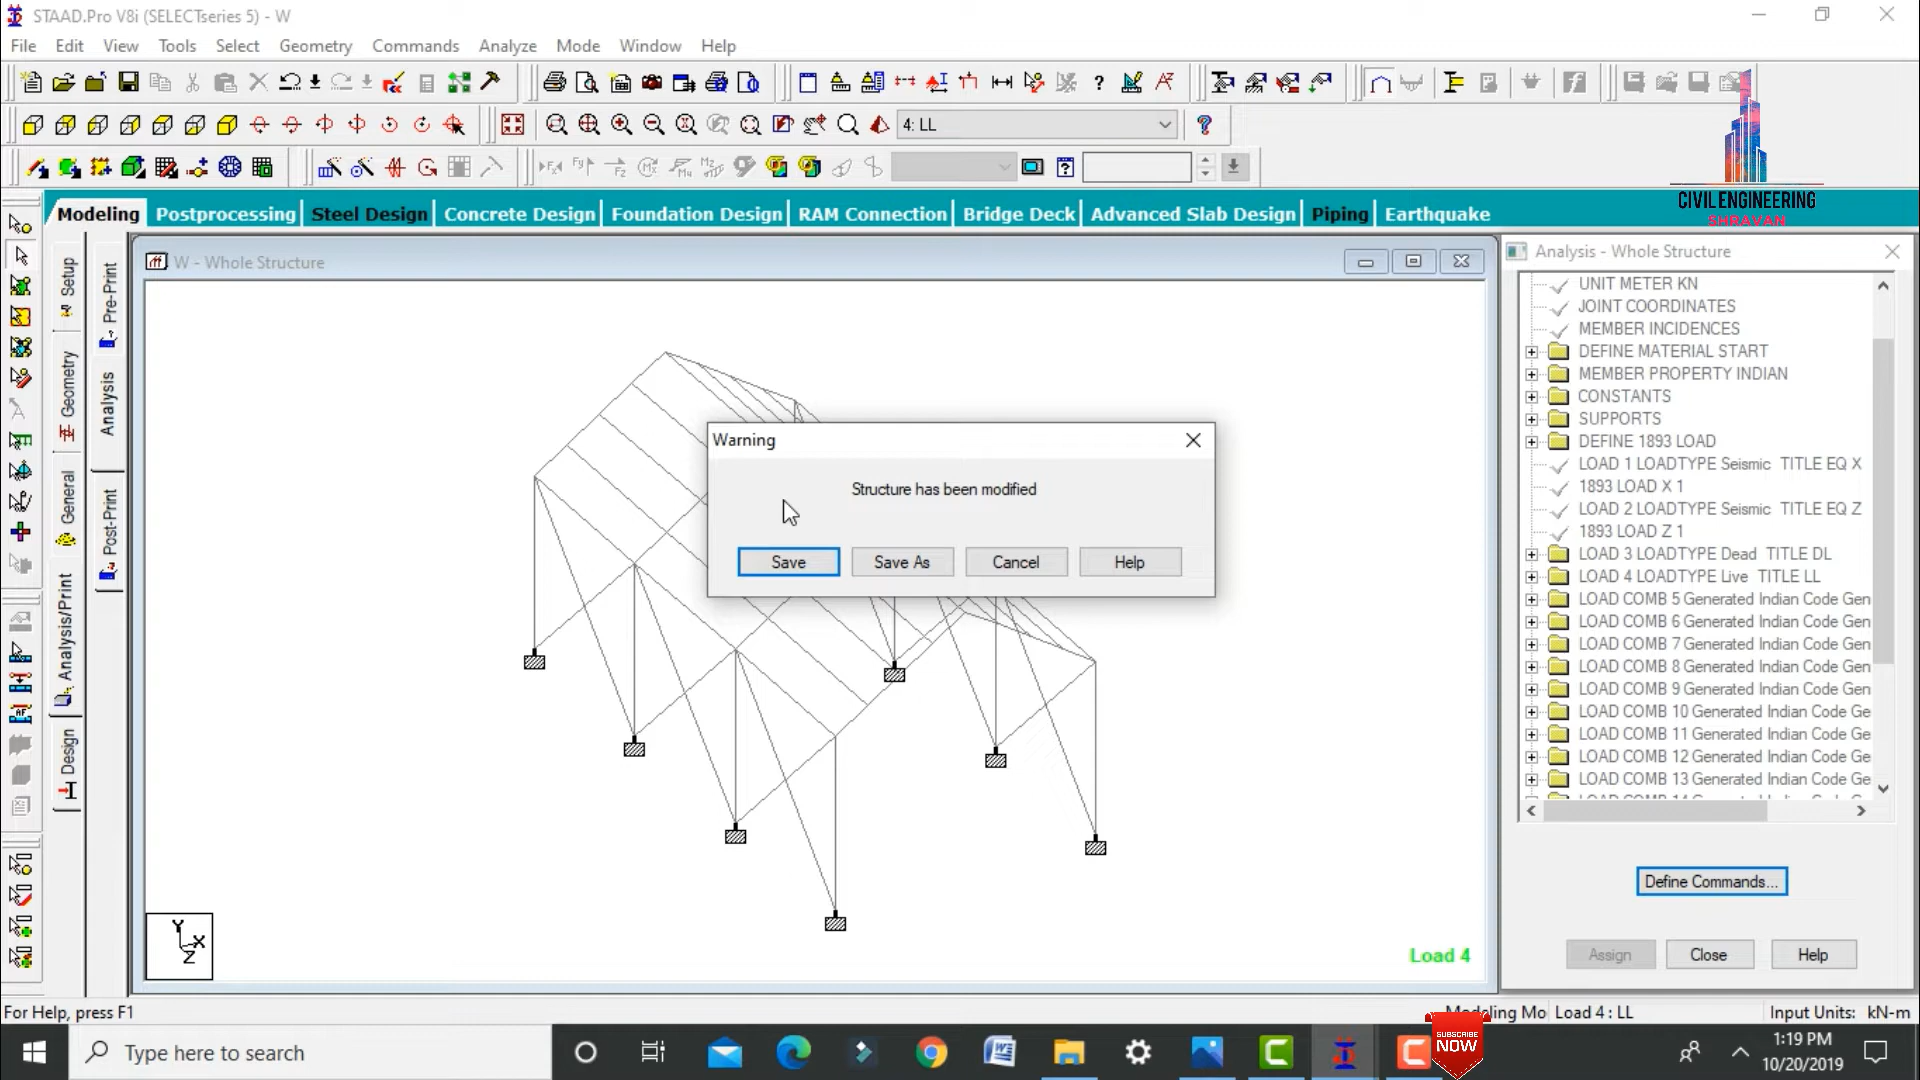 STAAD.Pro V8i (SELECTseries 5) - W
File Edit View Tools Select Geometry Commands Analyze Mode Window Help
4: LL
CIVIL ENGINEERING
SHRAVAN
Modeling Postprocessing Steel Design Concrete Design Foundation Design RAM Connection Bridge Deck Advanced Slab Design Piping Earthquake
Setup
Geometry
General
Analysis/Print
Design
Pre-Print
Analysis
Post-Print
W - Whole Structure
Warning
Structure has been modified
Save Save As Cancel Help
Y
X
Z
Load 4
Analysis - Whole Structure
UNIT METER KN
JOINT COORDINATES
MEMBER INCIDENCES
DEFINE MATERIAL START
MEMBER PROPERTY INDIAN
CONSTANTS
SUPPORTS
DEFINE 1893 LOAD
LOAD 1 LOADTYPE Seismic TITLE EQ X
1893 LOAD X 1
LOAD 2 LOADTYPE Seismic TITLE EQ Z
1893 LOAD Z 1
LOAD 3 LOADTYPE Dead TITLE DL
LOAD 4 LOADTYPE Live TITLE LL
LOAD COMB 5 Generated Indian Code Gen
LOAD COMB 6 Generated Indian Code Gen
LOAD COMB 7 Generated Indian Code Gen
LOAD COMB 8 Generated Indian Code Gen
LOAD COMB 9 Generated Indian Code Gen
LOAD COMB 10 Generated Indian Code Ge
LOAD COMB 11 Generated Indian Code Ge
LOAD COMB 12 Generated Indian Code Ge
LOAD COMB 13 Generated Indian Code Ge
Define Commands...
Assign Close Help
For Help, press F1
Modeling Mo Load 4 : LL Input Units: kN-m
Type here to search
SUBSCRIBE
NOW
1:19 PM
10/20/2019